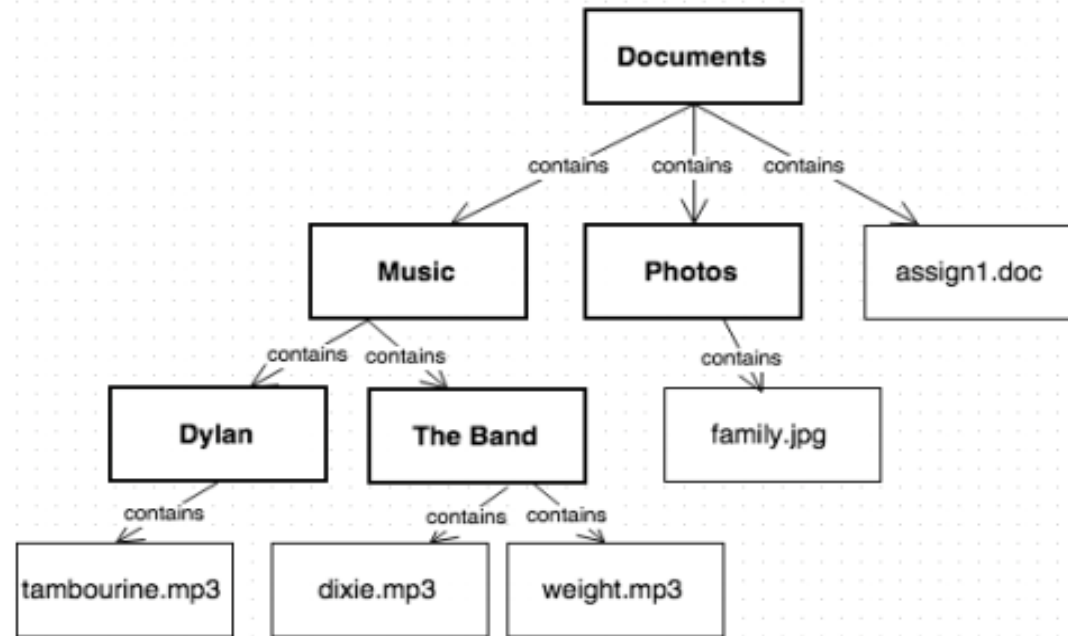 Documents
contains
contains
contains
Music
Photos
assign1.doc
contains
contains
contains
Dylan
The Band
family.jpg
contains
contains
contains
tambourine.mp3
dixie.mp3
weight.mp3